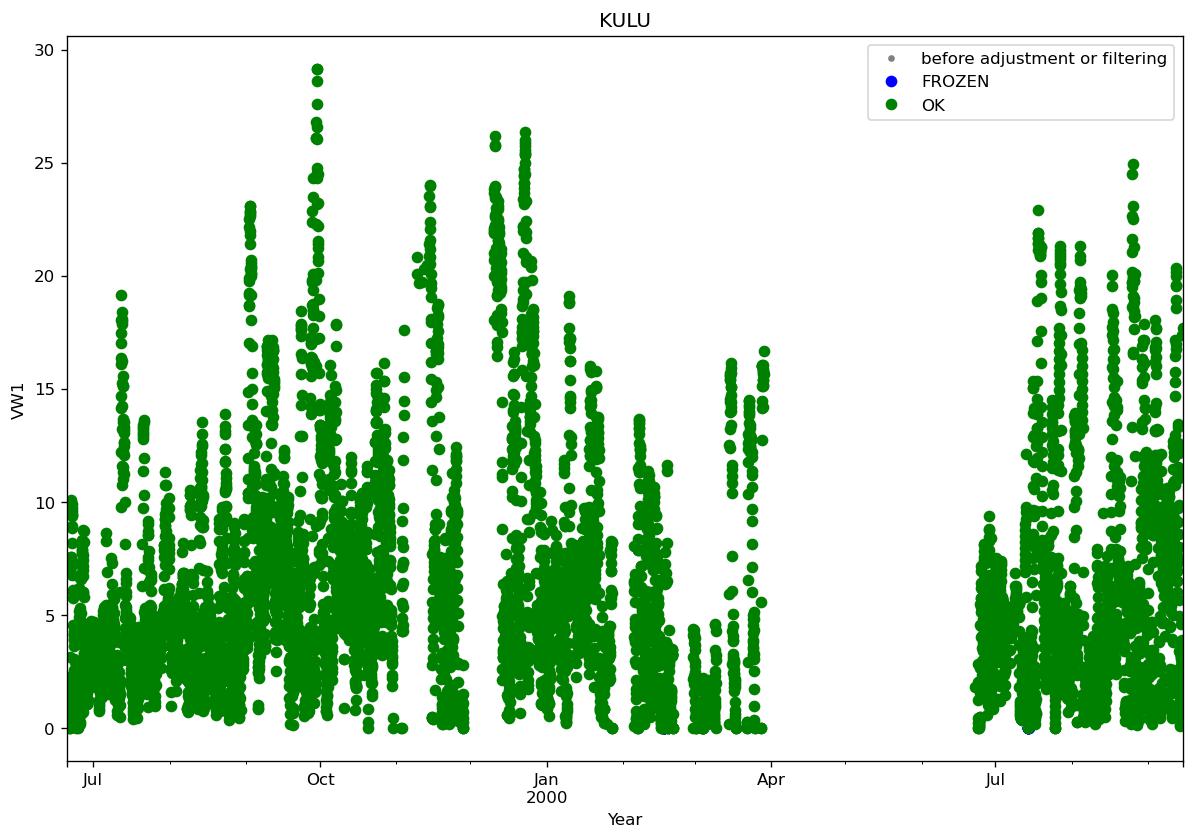 KULU
30
25
20
15
10
5
0
VW1
before adjustment or filtering
FROZEN
OK
Jul
Oct
Jan
2000
Apr
Jul
Year